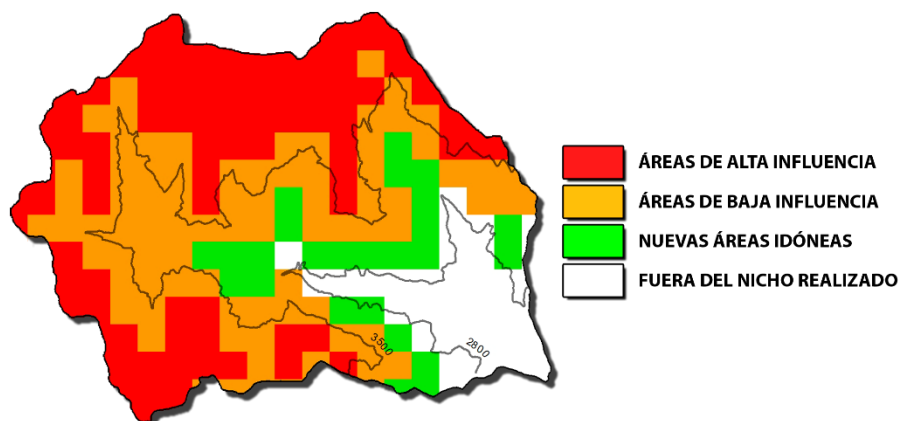 ÁREAS DE ALTA INFLUENCIA
ÁREAS DE BAJA INFLUENCIA
NUEVAS ÁREAS IDÓNEAS
FUERA DEL NICHO REALIZADO
3500
2800